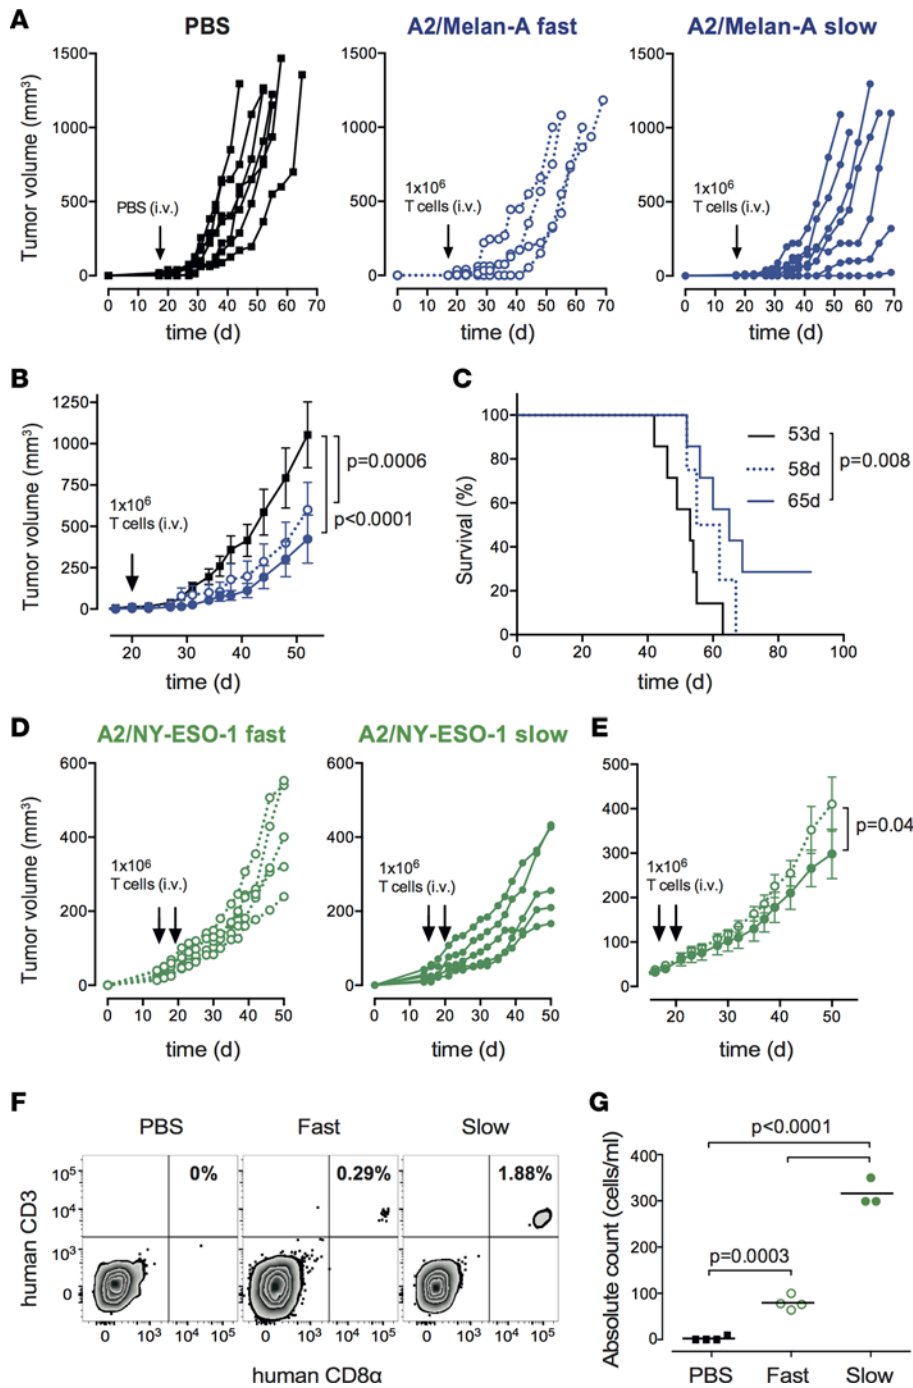 A
PBS
A2/Melan-A fast
A2/Melan-A slow
Tumor volume (mm³)
1500
1000
500
0
PBS (i.v.)
0 10 20 30 40 50 60 70
time (d)
1500
1000
500
0
1x10⁶
T cells (i.v.)
0 10 20 30 40 50 60 70
time (d)
1500
1000
500
0
1x10⁶
T cells (i.v.)
0 10 20 30 40 50 60 70
time (d)
B
Tumor volume (mm³)
1250
1000
750
500
250
0
1x10⁶
T cells (i.v.)
p=0.0006
p<0.0001
20 30 40 50
time (d)
C
Survival (%)
100
80
60
40
20
0
53d
58d
65d
p=0.008
0 20 40 60 80 100
time (d)
D
A2/NY-ESO-1 fast
A2/NY-ESO-1 slow
Tumor volume (mm³)
600
400
200
0
1x10⁶
T cells (i.v.)
0 10 20 30 40 50
time (d)
600
400
200
0
1x10⁶
T cells (i.v.)
0 10 20 30 40 50
time (d)
E
500
400
300
200
100
0
1x10⁶
T cells (i.v.)
p=0.04
20 30 40 50
time (d)
F
PBS
Fast
Slow
human CD3
10⁵
10⁴
10³
0
0%
0.29%
1.88%
0 10³ 10⁴ 10⁵
0 10³ 10⁴ 10⁵
0 10³ 10⁴ 10⁵
human CD8α
G
Absolute count (cells/ml)
400
300
200
100
0
p<0.0001
p=0.0003
PBS Fast Slow